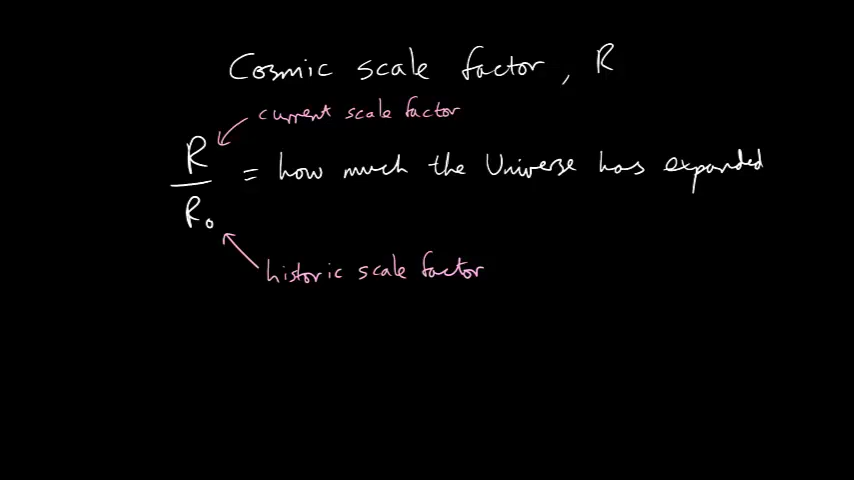 Cosmic scale factor, R
current scale factor
R/R₀ = how much the Universe has expanded
historic scale factor